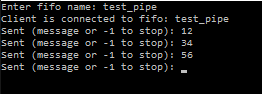 Enter fifo name: test_pipe
Client is connected to fifo: test_pipe
Sent (message or -1 to stop): 12
Sent (message or -1 to stop): 34
Sent (message or -1 to stop): 56
Sent (message or -1 to stop):